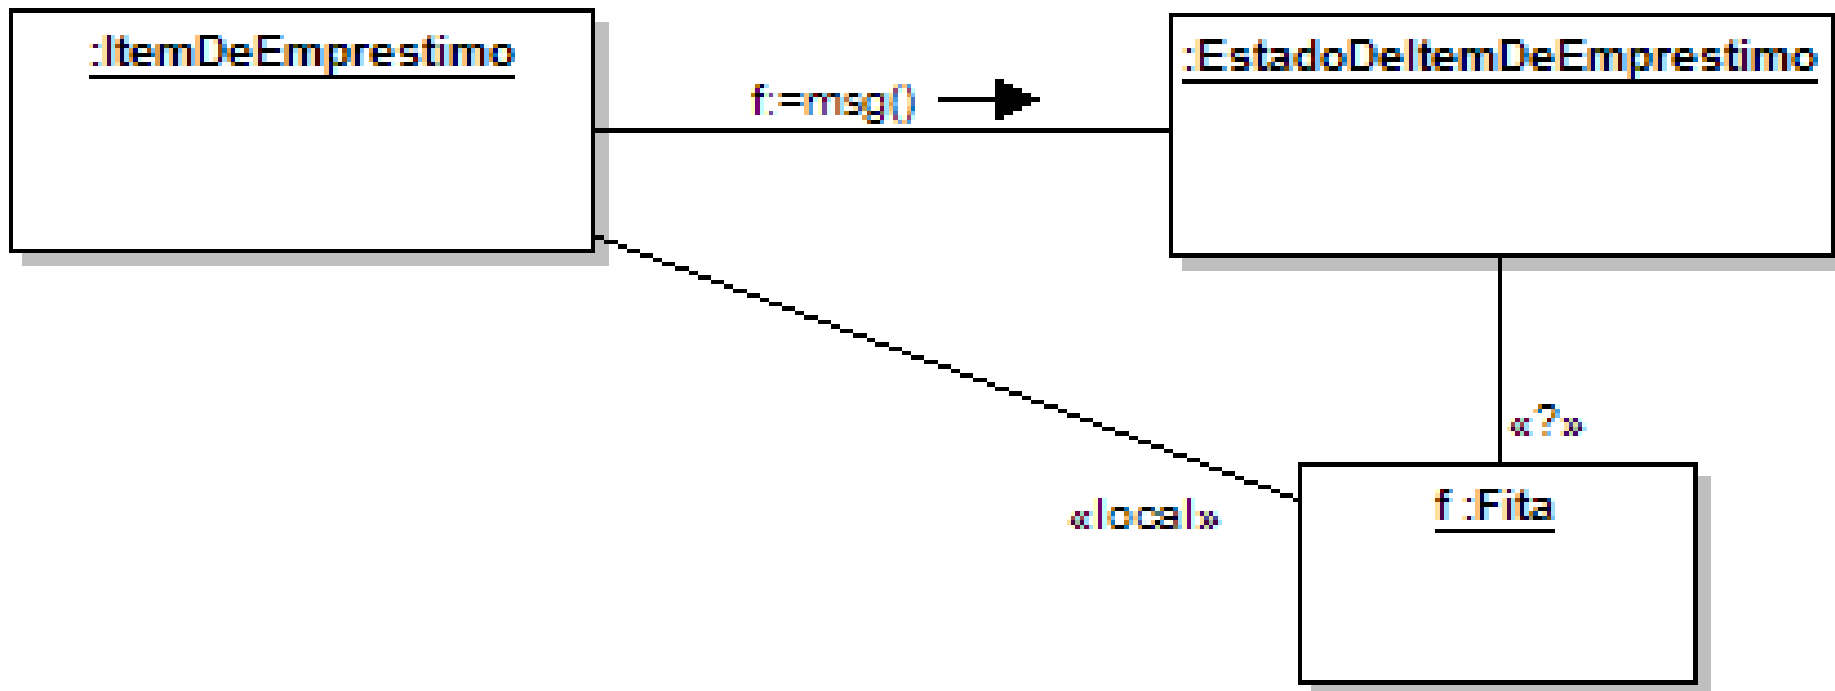 :ItemDeEmprestimo
:EstadoDeItemDeEmprestimo
f:=msg()
«?»
«local»
f :Fita